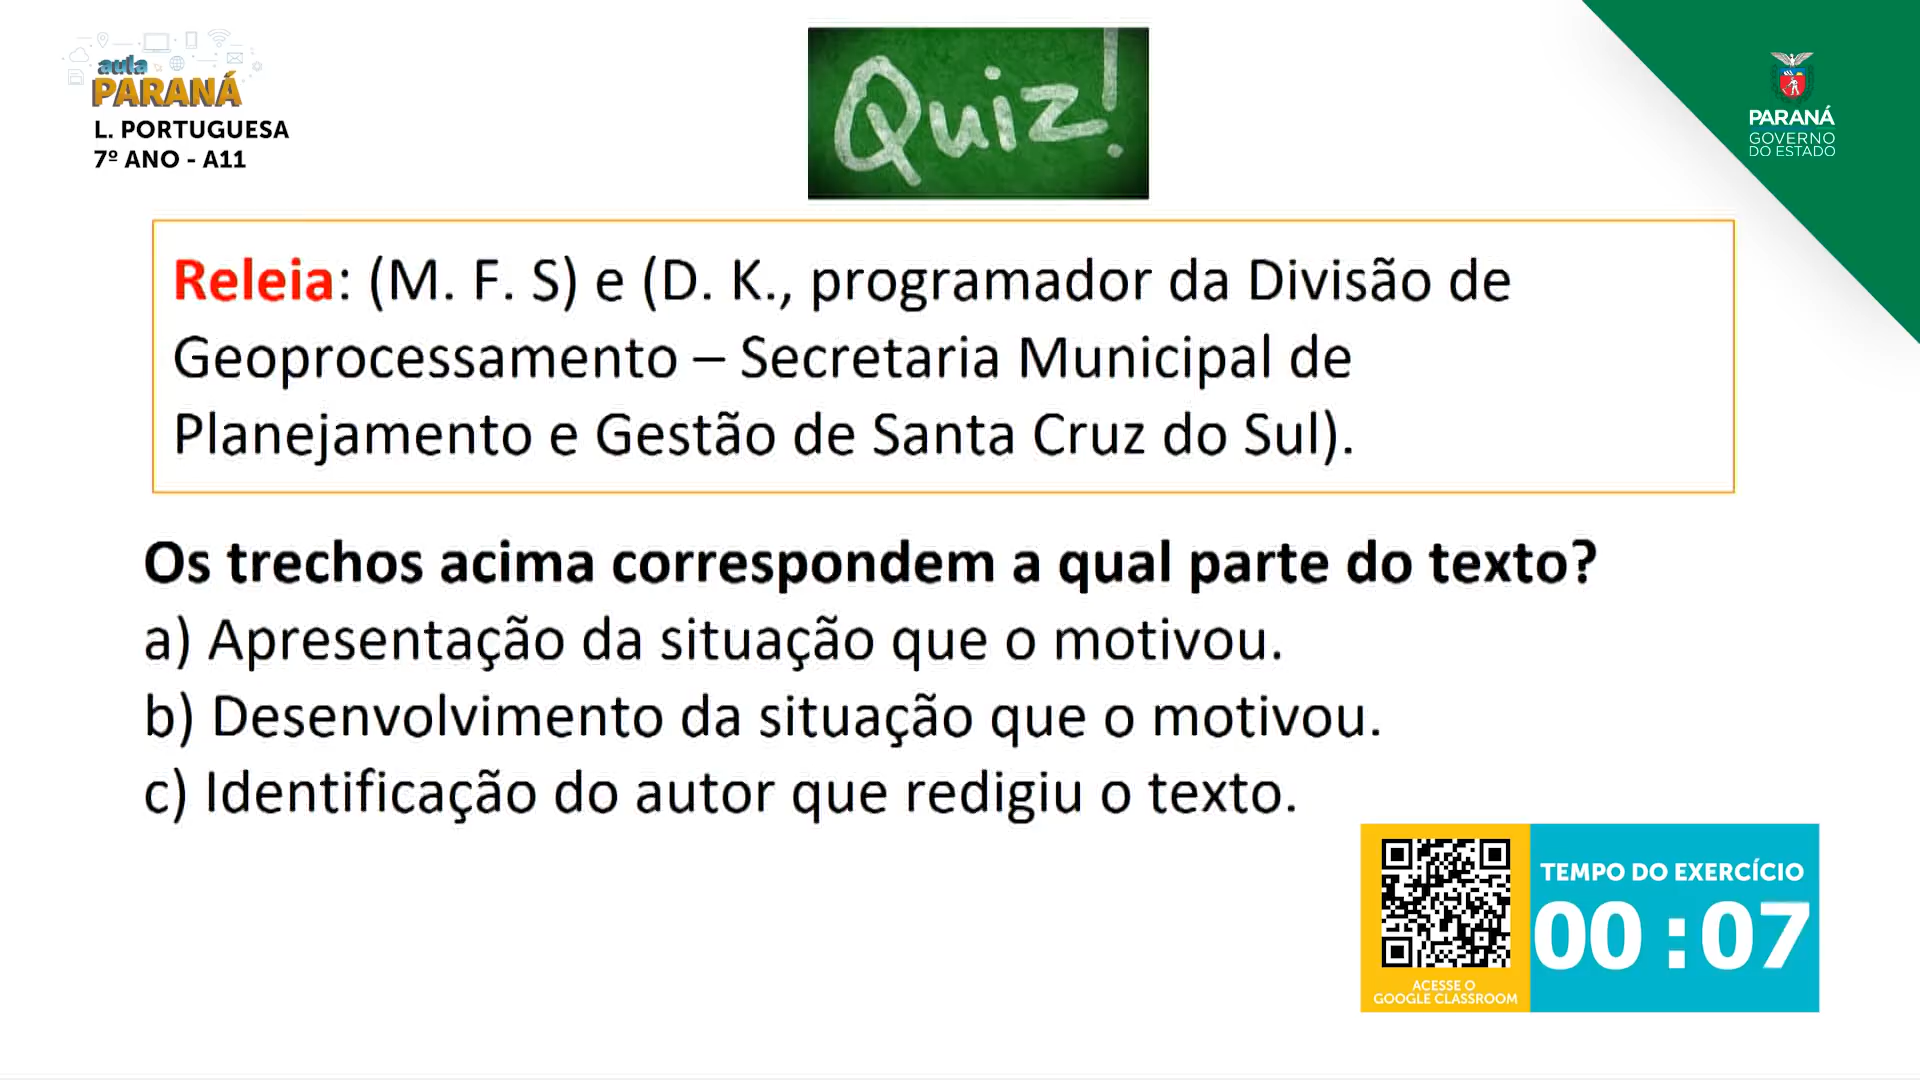 aula
PARANÁ
L. PORTUGUESA
7º ANO - A11
Quiz!
PARANÁ
GOVERNO
DO ESTADO
Releia: (M. F. S) e (D. K., programador da Divisão de
Geoprocessamento – Secretaria Municipal de
Planejamento e Gestão de Santa Cruz do Sul).
Os trechos acima correspondem a qual parte do texto?
a) Apresentação da situação que o motivou.
b) Desenvolvimento da situação que o motivou.
c) Identificação do autor que redigiu o texto.
TEMPO DO EXERCÍCIO
00 : 07
ACESSE O
GOOGLE CLASSROOM